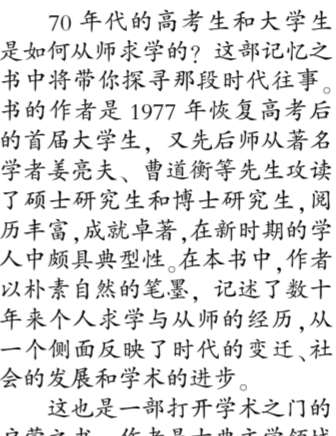 70 年代的高考生和大学生
是如何从师求学的？这部记忆之
书中将带你探寻那段时代往事。
书的作者是 1977 年恢复高考后
的首届大学生，又先后师从著名
学者姜亮夫、曹道衡等先生攻读
了硕士研究生和博士研究生,阅
历丰富,成就卓著,在新时期的学
人中颇具典型性。在本书中,作者
以朴素自然的笔墨，记述了数十
年来个人求学与从师的经历,从
一个侧面反映了时代的变迁、社
会的发展和学术的进步。
这也是一部打开学术之门的